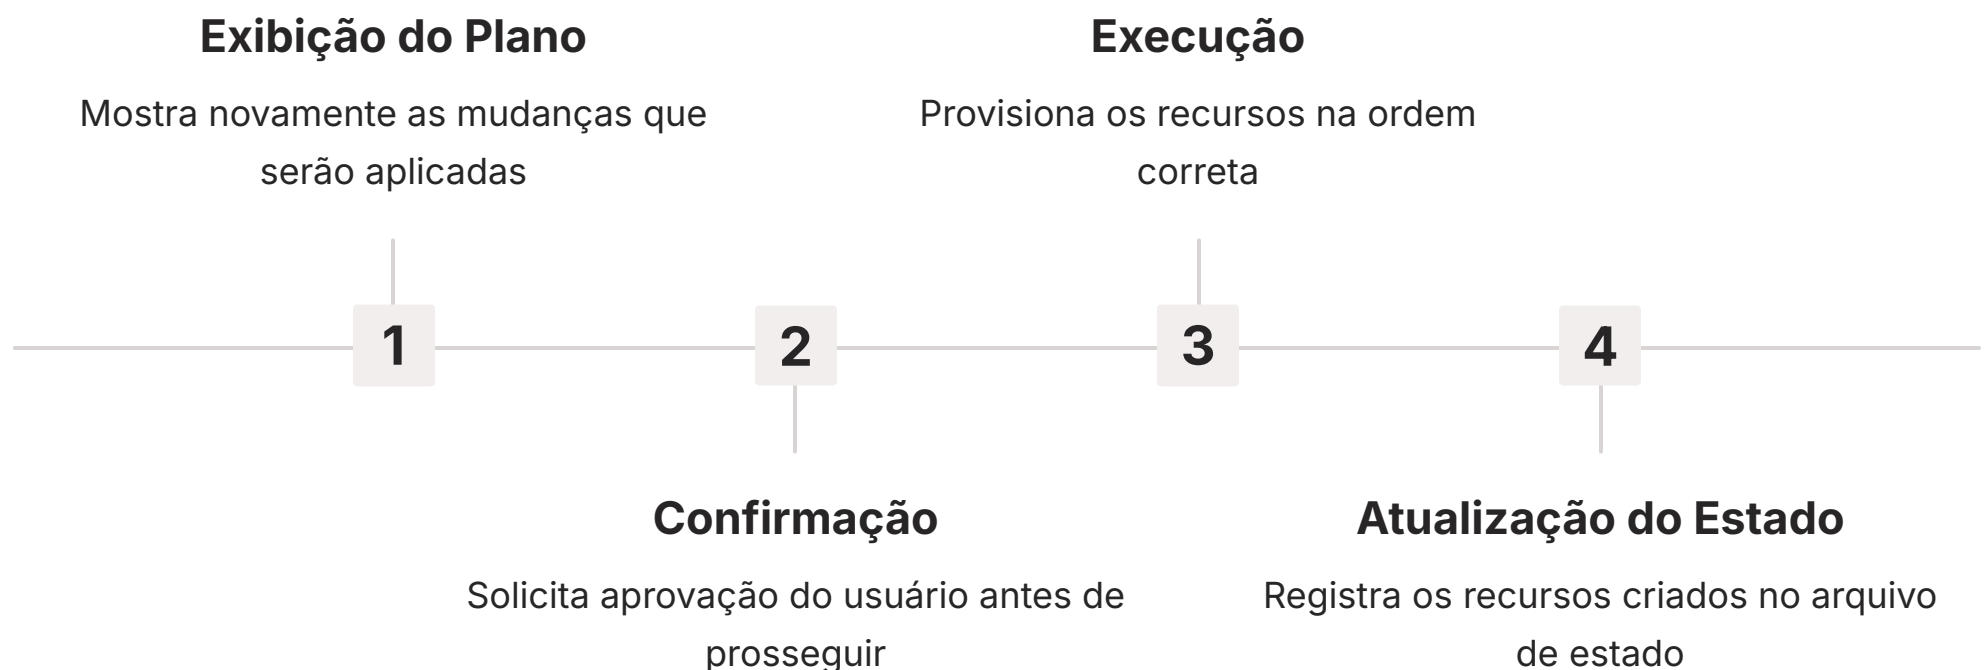 Exibição do Plano
Mostra novamente as mudanças que
serão aplicadas
1
2
Confirmação
Solicita aprovação do usuário antes de
prosseguir
Execução
Provisiona os recursos na ordem
correta
3
4
Atualização do Estado
Registra os recursos criados no arquivo
de estado